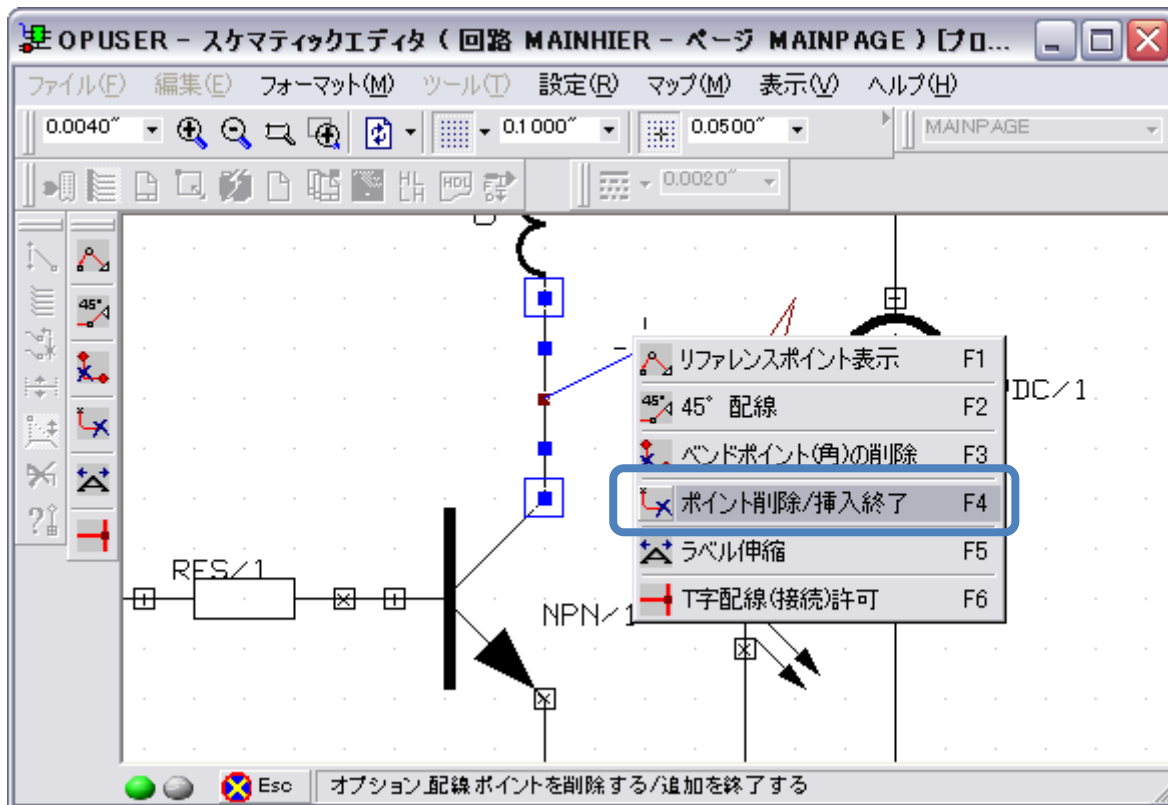 OPUSER - スケマティックエディタ ( 回路 MAINHIER - ページ MAINPAGE ) [プロ...
ファイル(F) 編集(E) フォーマット(M) ツール(T) 設定(R) マップ(M) 表示(V) ヘルプ(H)
0.0040" 0.1000" 0.0500" MAINPAGE
HL LH HDL 0.0020"
45°
リファレンスポイント表示 F1
45° 45° 配線 F2
ベンドポイント(角)の削除 F3
ポイント削除/挿入終了 F4
ラベル伸縮 F5
T字配線(接続)許可 F6
DC/1
RES/1
NPN/1
Esc オプション_配線 ポイントを削除する/追加を終了する